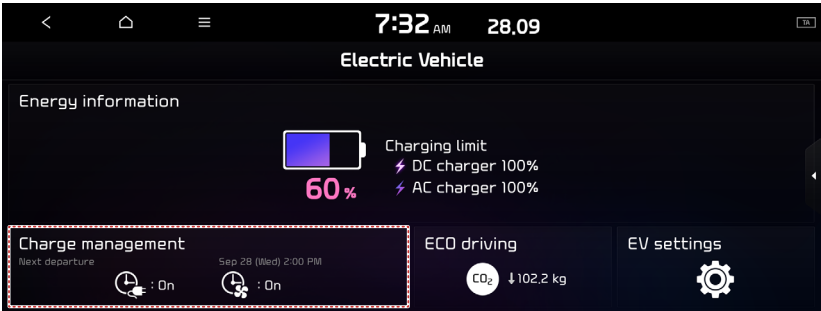 7:32 AM 28.09 TA
Electric Vehicle
Energy information
Charging limit
DC charger 100%
AC charger 100%
60%
Charge management
Next departure Sep 28 (Wed) 2:00 PM
: On : On
ECO driving
CO₂ ↓102,2 kg
EV settings